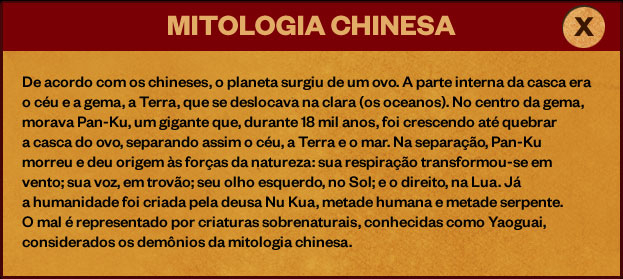 MITOLOGIA CHINESA
X
De acordo com os chineses, o planeta surgiu de um ovo. A parte interna da casca era
o céu e a gema, a Terra, que se deslocava na clara (os oceanos). No centro da gema,
morava Pan-Ku, um gigante que, durante 18 mil anos, foi crescendo até quebrar
a casca do ovo, separando assim o céu, a Terra e o mar. Na separação, Pan-Ku
morreu e deu origem às forças da natureza: sua respiração transformou-se em
vento; sua voz, em trovão; seu olho esquerdo, no Sol; e o direito, na Lua. Já
a humanidade foi criada pela deusa Nu Kua, metade humana e metade serpente.
O mal é representado por criaturas sobrenaturais, conhecidas como Yaoguai,
considerados os demônios da mitologia chinesa.